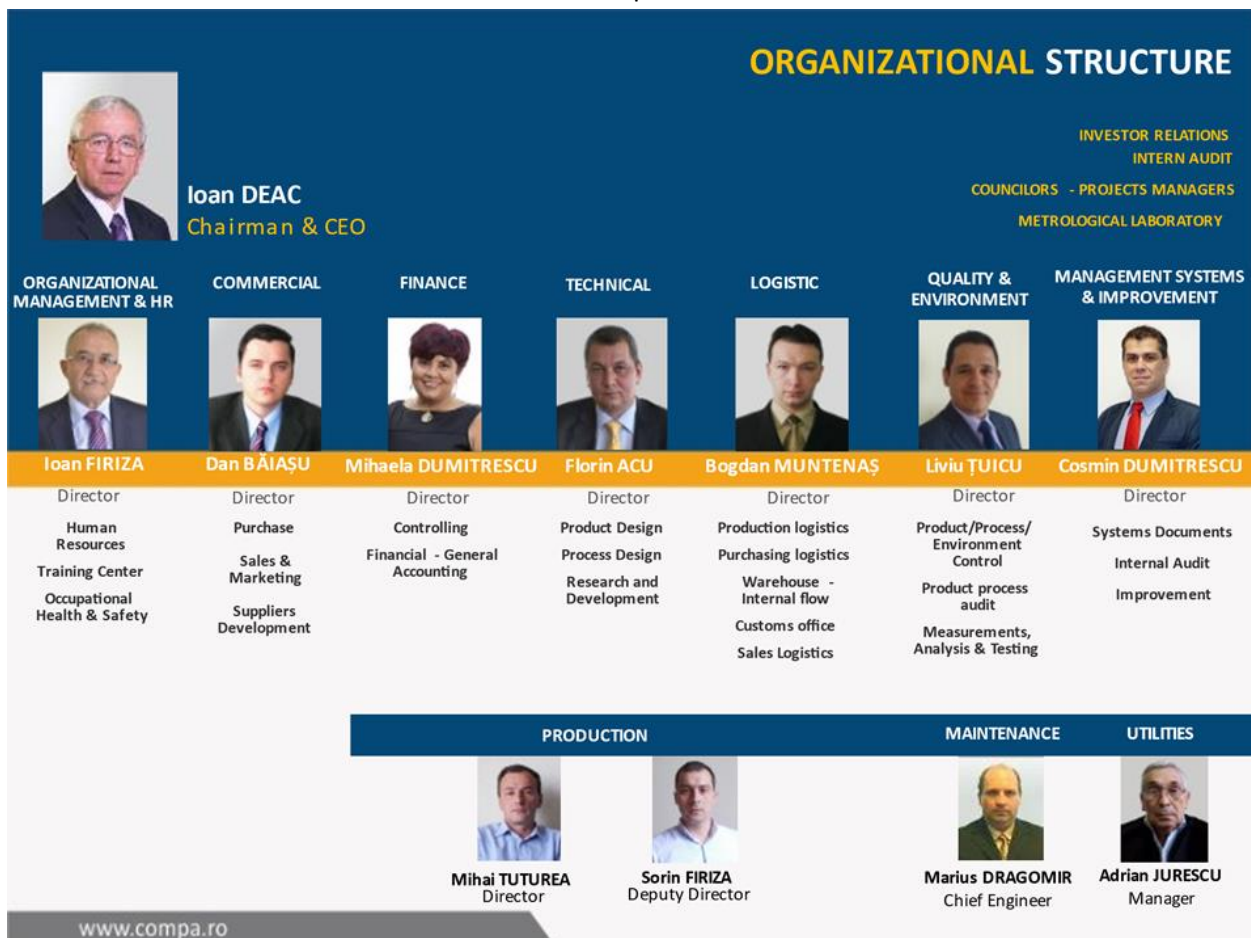 ORGANIZATIONAL STRUCTURE
INVESTOR RELATIONS
INTERN AUDIT
COUNCILORS - PROJECTS MANAGERS
METROLOGICAL LABORATORY
Ioan DEAC
Chairman & CEO
ORGANIZATIONAL
MANAGEMENT & HR
Ioan FIRIZA
Director
Human
Resources
Training Center
Occupational
Health & Safety
COMMERCIAL
Dan BĂIAȘU
Director
Purchase
Sales &
Marketing
Suppliers
Development
FINANCE
Mihaela DUMITRESCU
Director
Controlling
Financial - General
Accounting
TECHNICAL
Florin ACU
Director
Product Design
Process Design
Research and
Development
LOGISTIC
Bogdan MUNTENAȘ
Director
Production logistics
Purchasing logistics
Warehouse -
Internal flow
Customs office
Sales Logistics
QUALITY &
ENVIRONMENT
Liviu ȚUICU
Director
Product/Process/
Environment
Control
Product process
audit
Measurements,
Analysis & Testing
MANAGEMENT SYSTEMS
& IMPROVEMENT
Cosmin DUMITRESCU
Director
Systems Documents
Internal Audit
Improvement
PRODUCTION
Mihai TUTUREA
Director
Sorin FIRIZA
Deputy Director
MAINTENANCE
Marius DRAGOMIR
Chief Engineer
UTILITIES
Adrian JURESCU
Manager
www.compa.ro